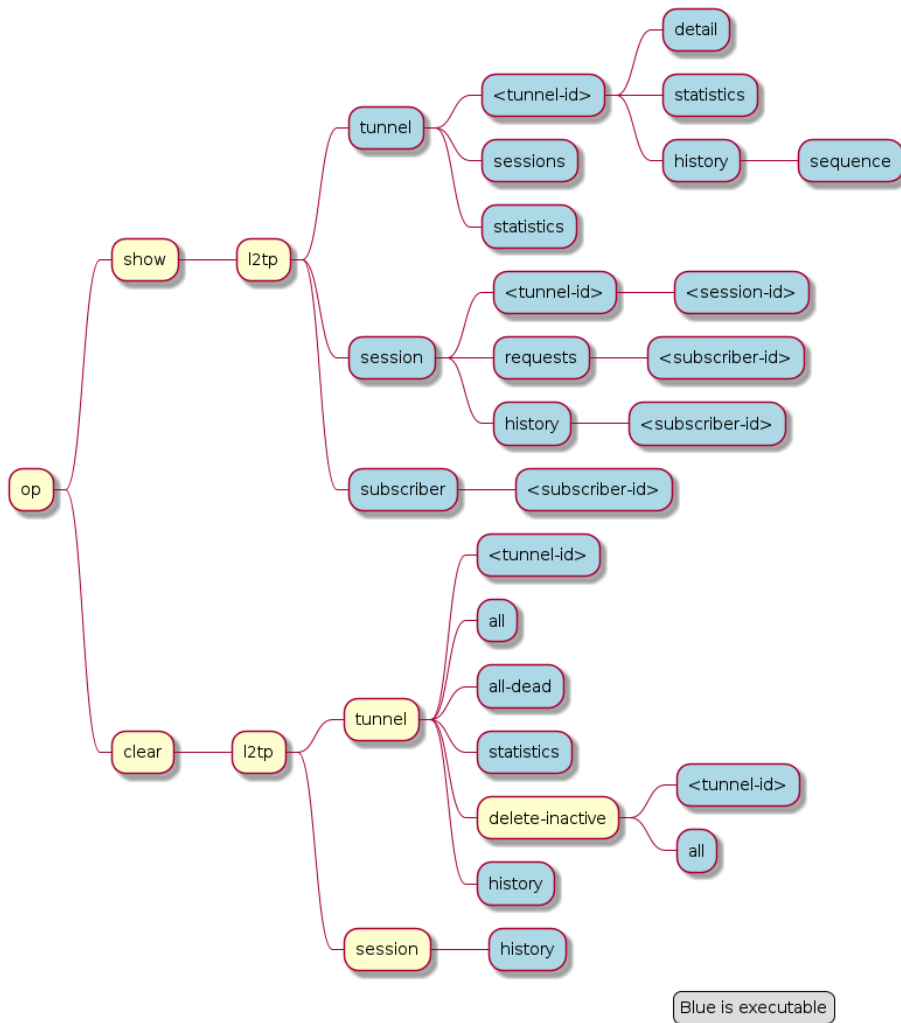 op
show
l2tp
tunnel
<tunnel-id>
detail
statistics
history
sequence
sessions
statistics
session
<tunnel-id>
<session-id>
requests
<subscriber-id>
history
<subscriber-id>
subscriber
<subscriber-id>
clear
l2tp
tunnel
<tunnel-id>
all
all-dead
statistics
delete-inactive
<tunnel-id>
all
history
session
history
Blue is executable